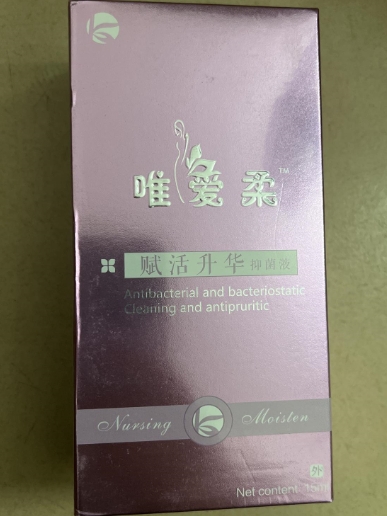 唯爱柔™
赋活升华 抑菌液
Antibacterial and bacteriostatic
Cleaning and antipruritic
Nursing Moisten
外
Net content